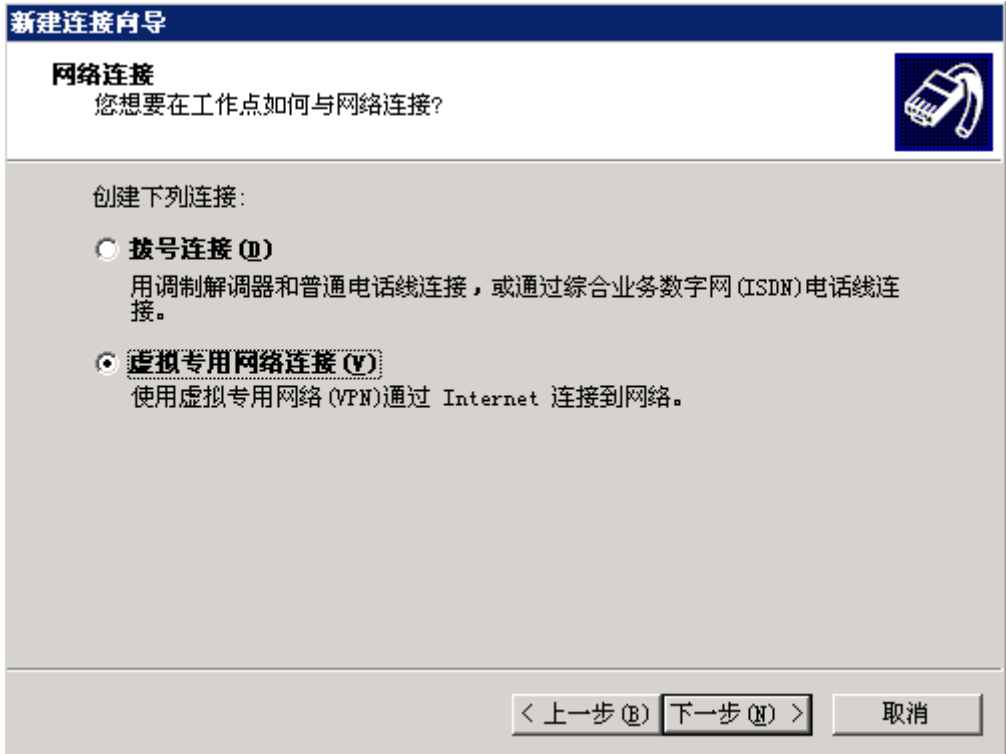 新建连接向导
网络连接
您想要在工作点如何与网络连接?
创建下列连接:
拨号连接(D)
用调制解调器和普通电话线连接，或通过综合业务数字网(ISDN)电话线连
接。
虚拟专用网络连接(V)
使用虚拟专用网络(VPN)通过 Internet 连接到网络。
< 上一步(B) 下一步(N) > 取消